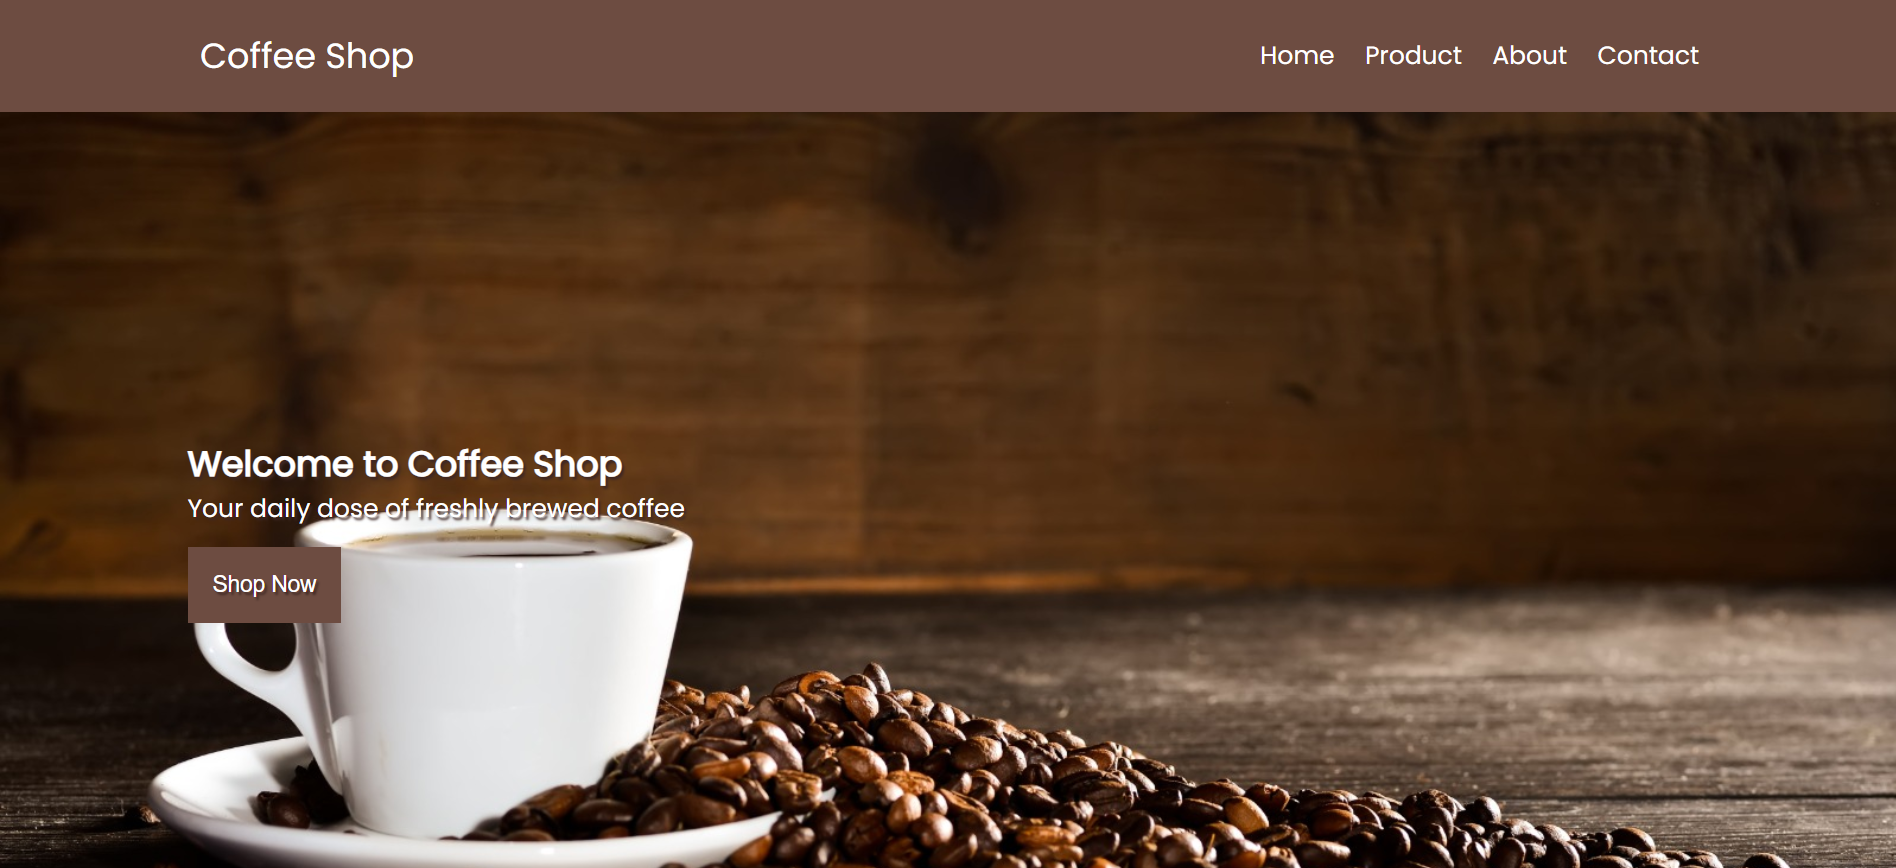 Coffee Shop
Home Product About Contact
Welcome to Coffee Shop
Your daily dose of freshly brewed coffee
Shop Now